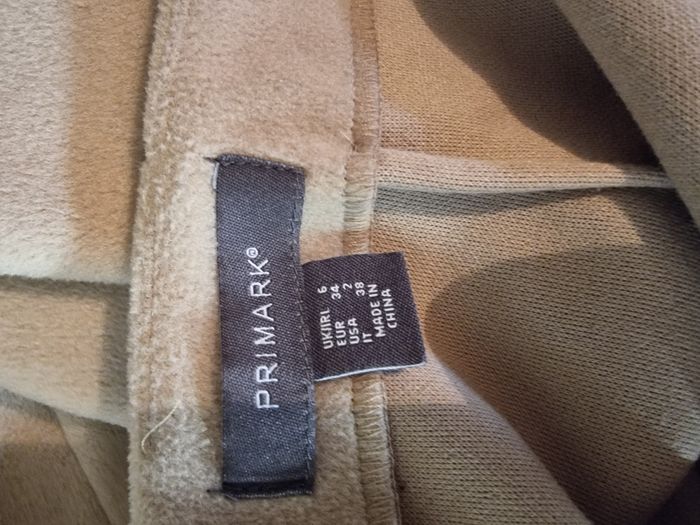 PRIMARK®
UK/IRL 6
EUR 34
USA 2
IT 38
MADE IN
CHINA